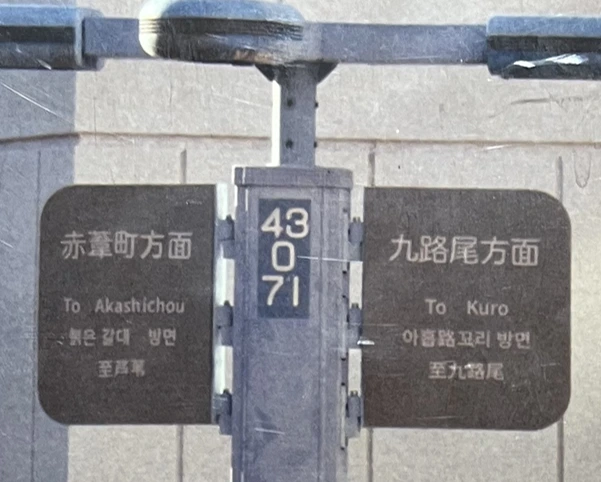 赤葦町方面
To Akashichou
붉은 갈대 방면
至芦葦
43
0
71
九路尾方面
To Kuro
아홉路꼬리 방면
至九路尾